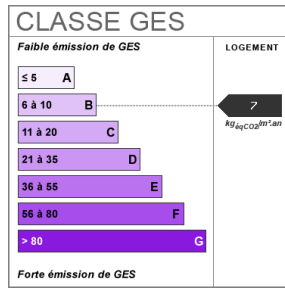 CLASSE GES
Faible émission de GES
LOGEMENT
≤ 5 A
6 à 10 B
7
kgéqCO2/m².an
11 à 20 C
21 à 35 D
36 à 55 E
56 à 80 F
> 80 G
Forte émission de GES